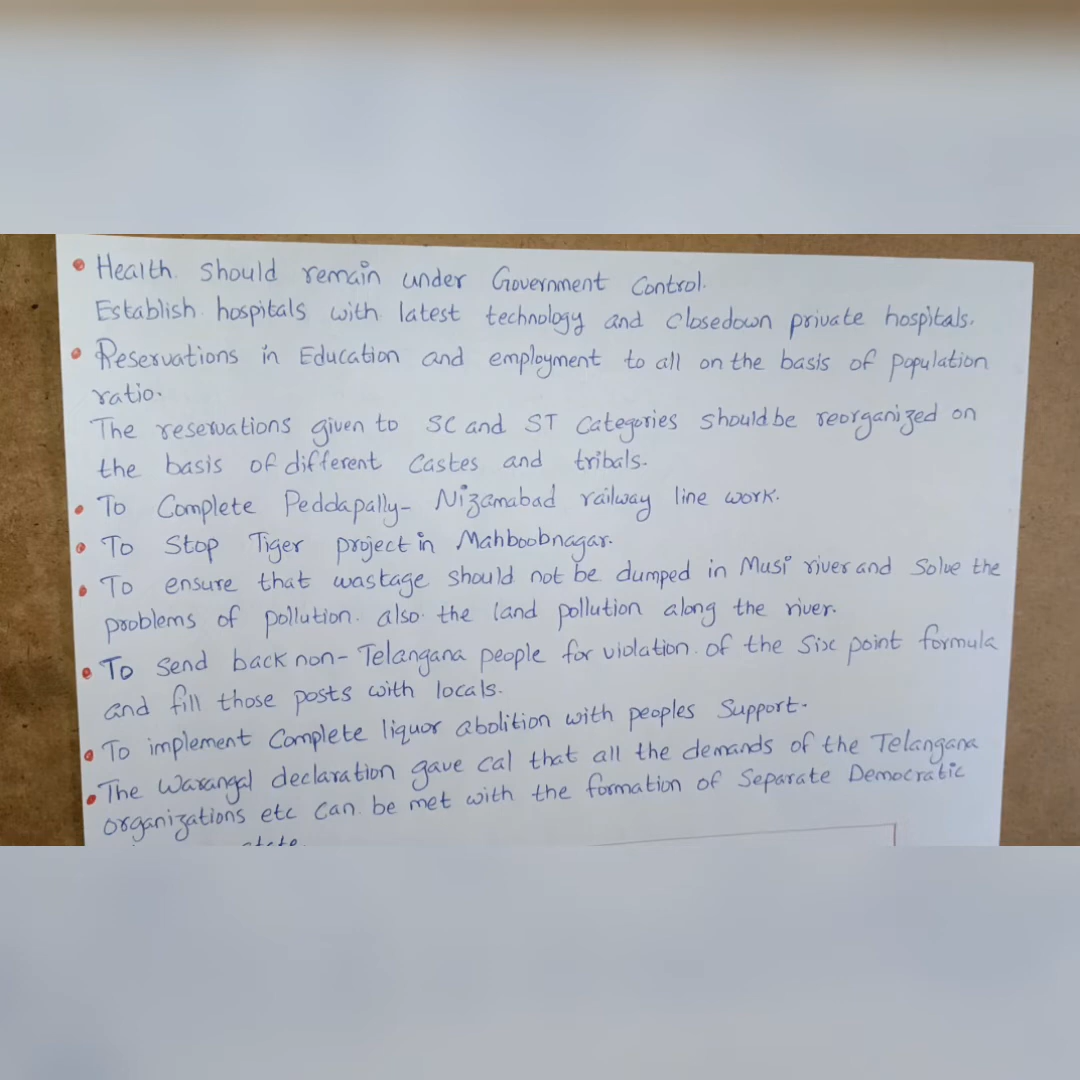 • Health should remain under Government Control.
Establish hospitals with latest technology and closedown private hospitals.
• Reservations in Education and employment to all on the basis of population
ratio.
The reservations given to SC and ST Categories should be reorganized on
the basis of different Castes and tribals.
• To Complete Peddapally- Nizamabad railway line work.
• To Stop Tiger project in Mahboobnagar.
• To ensure that wastage should not be dumped in Musi river and Solve the
problems of pollution. also the land pollution along the river.
• To Send back non-Telangana people for violation of the Six point formula
and fill those posts with locals.
• To implement Complete liquor abolition with peoples Support.
• The Warangal declaration gave cal that all the demands of the Telangana
organizations etc can be met with the formation of Separate Democratic
state.